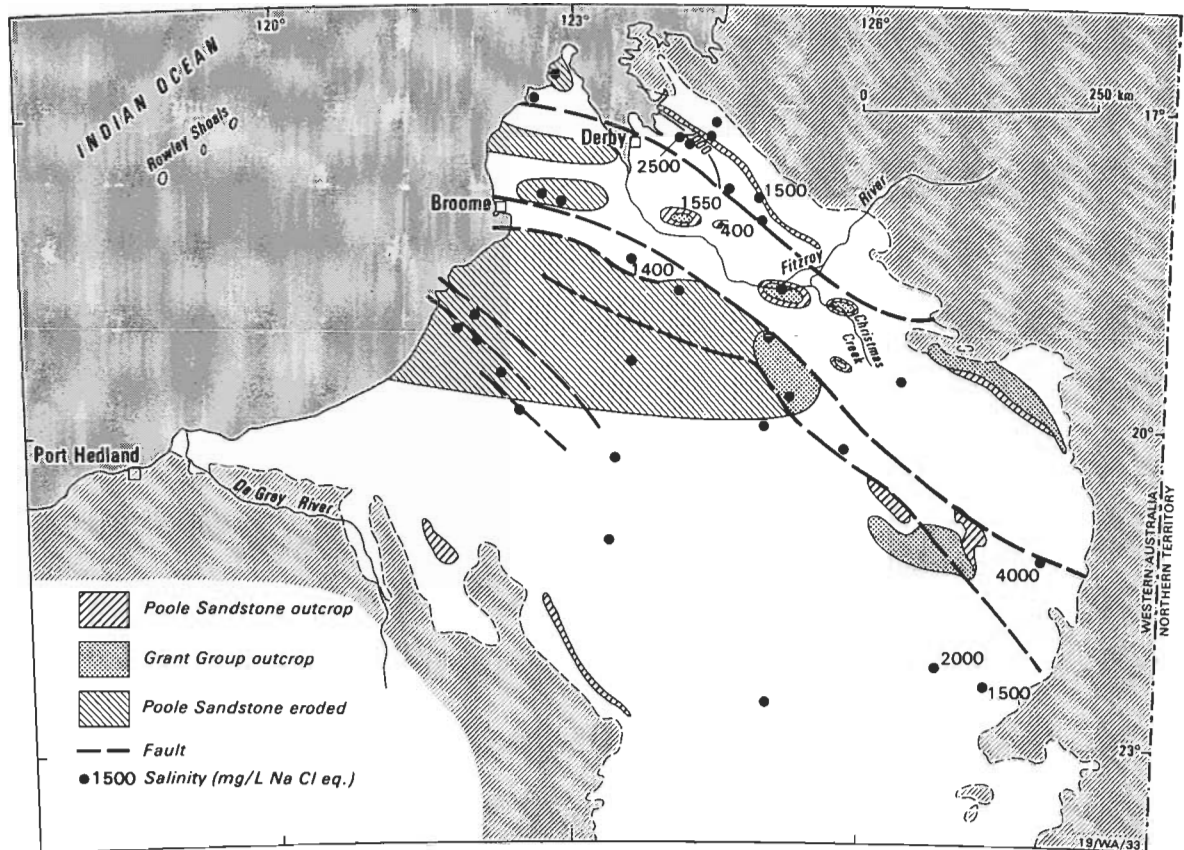 120°
123°
126°
INDIAN OCEAN
Rowley Shoals
0
250 km
17°
Derby
2500
1500
River
Broome
1550
400
Fitzroy
1400
Christmas
Creek
20°
Port Hedland
De Grey River
WESTERN AUSTRALIA
NORTHERN TERRITORY
4000
Poole Sandstone outcrop
Grant Group outcrop
2000
1500
Poole Sandstone eroded
Fault
23°
1500 Salinity (mg/L Na Cl eq.)
19/WA/33